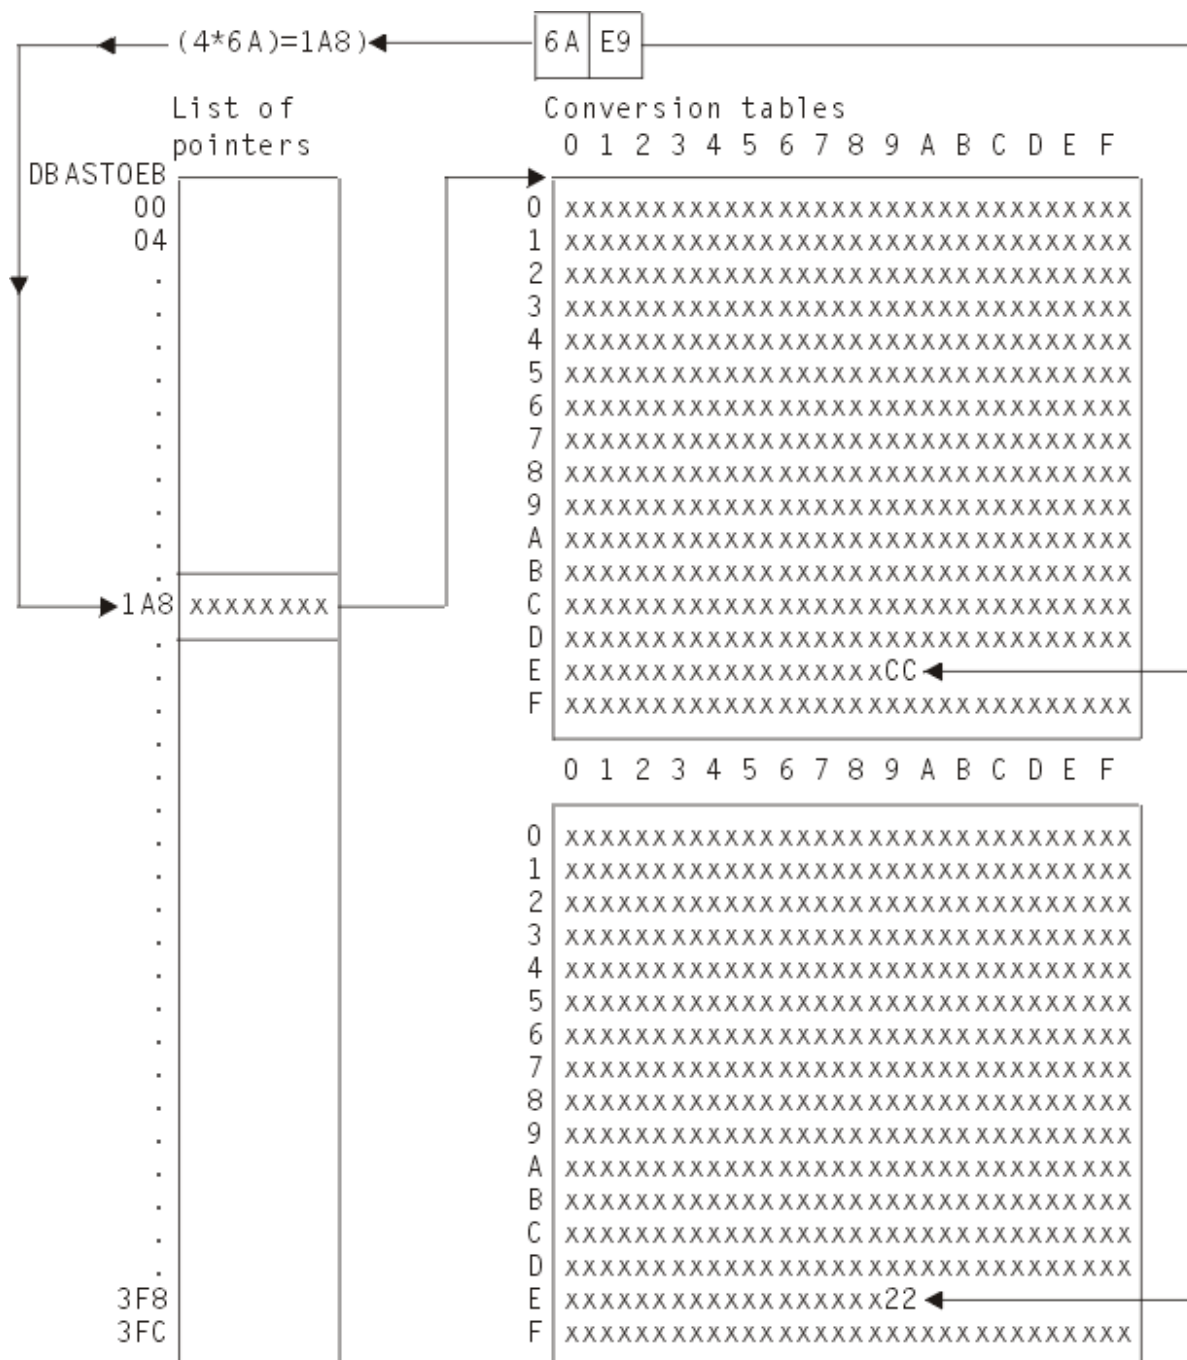 (4*6A)=1A8) 6A E9
List of Conversion tables
pointers 0 1 2 3 4 5 6 7 8 9 A B C D E F
DBASTOEB
00 0 xxxxxxxxxxxxxxxxxxxxxxxxxxxxxxxx
04 1 xxxxxxxxxxxxxxxxxxxxxxxxxxxxxxxx
. 2 xxxxxxxxxxxxxxxxxxxxxxxxxxxxxxxx
. 3 xxxxxxxxxxxxxxxxxxxxxxxxxxxxxxxx
. 4 xxxxxxxxxxxxxxxxxxxxxxxxxxxxxxxx
. 5 xxxxxxxxxxxxxxxxxxxxxxxxxxxxxxxx
. 6 xxxxxxxxxxxxxxxxxxxxxxxxxxxxxxxx
. 7 xxxxxxxxxxxxxxxxxxxxxxxxxxxxxxxx
. 8 xxxxxxxxxxxxxxxxxxxxxxxxxxxxxxxx
. 9 xxxxxxxxxxxxxxxxxxxxxxxxxxxxxxxx
. A xxxxxxxxxxxxxxxxxxxxxxxxxxxxxxxx
. B xxxxxxxxxxxxxxxxxxxxxxxxxxxxxxxx
1A8 xxxxxxxx C xxxxxxxxxxxxxxxxxxxxxxxxxxxxxxxx
. D xxxxxxxxxxxxxxxxxxxxxxxxxxxxxxxx
. E xxxxxxxxxxxxxxxxxxCC
. F xxxxxxxxxxxxxxxxxxxxxxxxxxxxxxxx
.
. 0 1 2 3 4 5 6 7 8 9 A B C D E F
.
. 0 xxxxxxxxxxxxxxxxxxxxxxxxxxxxxxxx
. 1 xxxxxxxxxxxxxxxxxxxxxxxxxxxxxxxx
. 2 xxxxxxxxxxxxxxxxxxxxxxxxxxxxxxxx
. 3 xxxxxxxxxxxxxxxxxxxxxxxxxxxxxxxx
. 4 xxxxxxxxxxxxxxxxxxxxxxxxxxxxxxxx
. 5 xxxxxxxxxxxxxxxxxxxxxxxxxxxxxxxx
. 6 xxxxxxxxxxxxxxxxxxxxxxxxxxxxxxxx
. 7 xxxxxxxxxxxxxxxxxxxxxxxxxxxxxxxx
. 8 xxxxxxxxxxxxxxxxxxxxxxxxxxxxxxxx
. 9 xxxxxxxxxxxxxxxxxxxxxxxxxxxxxxxx
. A xxxxxxxxxxxxxxxxxxxxxxxxxxxxxxxx
. B xxxxxxxxxxxxxxxxxxxxxxxxxxxxxxxx
. C xxxxxxxxxxxxxxxxxxxxxxxxxxxxxxxx
. D xxxxxxxxxxxxxxxxxxxxxxxxxxxxxxxx
3F8 E xxxxxxxxxxxxxxxxxx22
3FC F xxxxxxxxxxxxxxxxxxxxxxxxxxxxxxxx